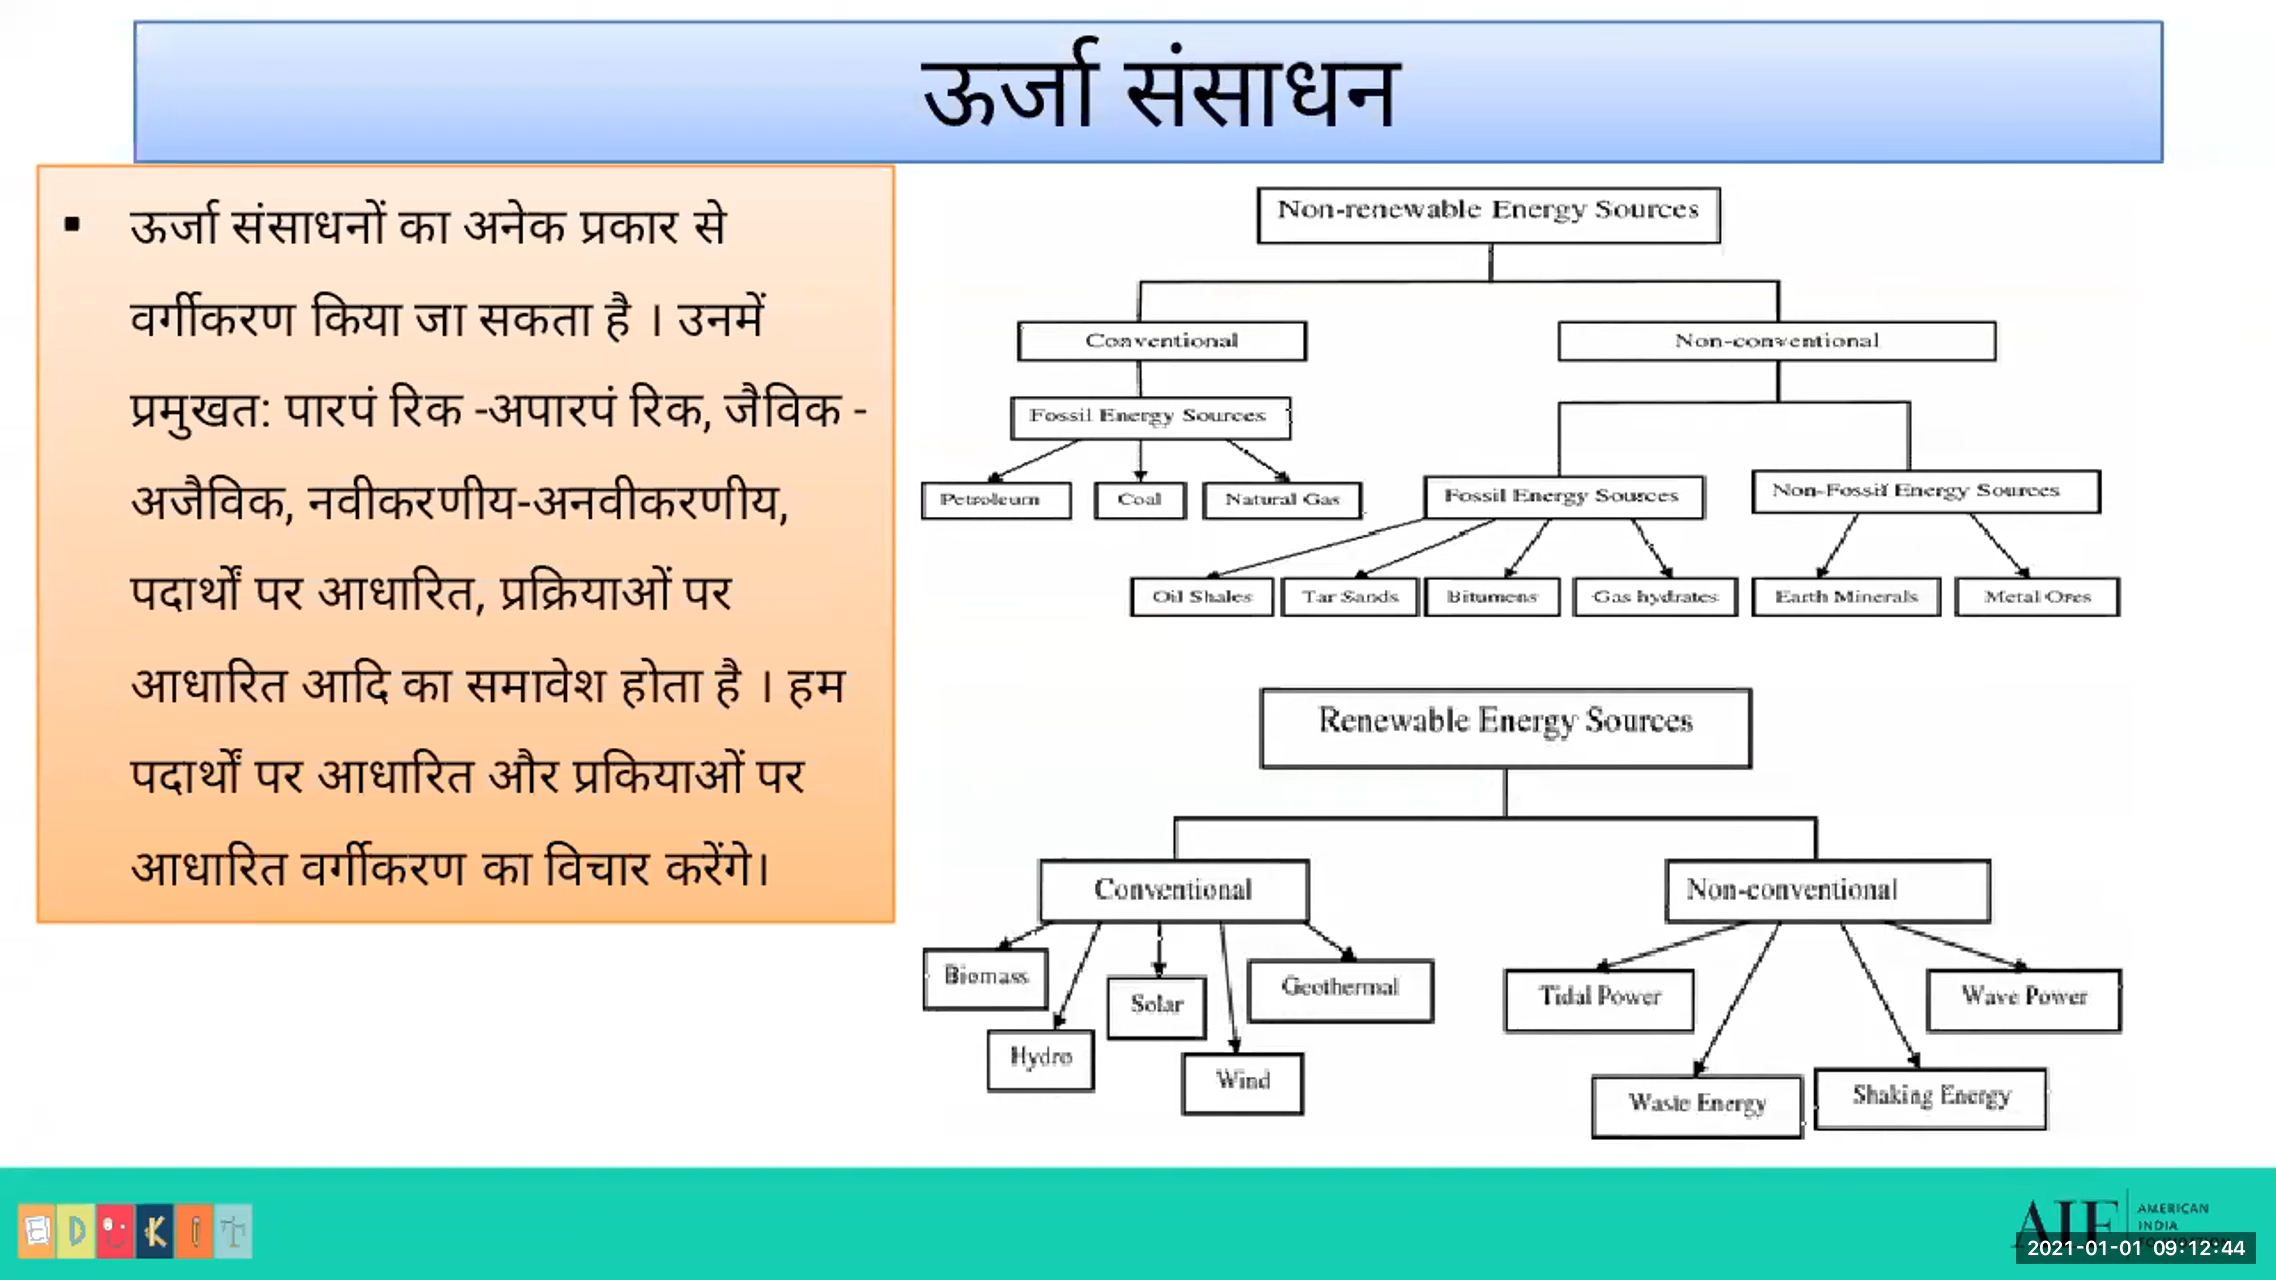 ऊर्जा संसाधन
▪ ऊर्जा संसाधनों का अनेक प्रकार से
वर्गीकरण किया जा सकता है । उनमें
प्रमुखत: पारपं रिक -अपारपं रिक, जैविक -
अजैविक, नवीकरणीय-अनवीकरणीय,
पदार्थों पर आधारित, प्रक्रियाओं पर
आधारित आदि का समावेश होता है । हम
पदार्थों पर आधारित और प्रकियाओं पर
आधारित वर्गीकरण का विचार करेंगे।
Non-renewable Energy Sources
Conventional
Non-conventional
Fossil Energy Sources
Petroleum
Coal
Natural Gas
Fossil Energy Sources
Non-Fossil Energy Sources
Oil Shales
Tar Sands
Bitumens
Gas hydrates
Earth Minerals
Metal Ores
Renewable Energy Sources
Conventional
Non-conventional
Biomass
Hydro
Solar
Wind
Geothermal
Tidal Power
Waste Energy
Shaking Energy
Wave Power
EDUKIT
AIF
AMERICAN
INDIA
2021-01-01 09:12:44